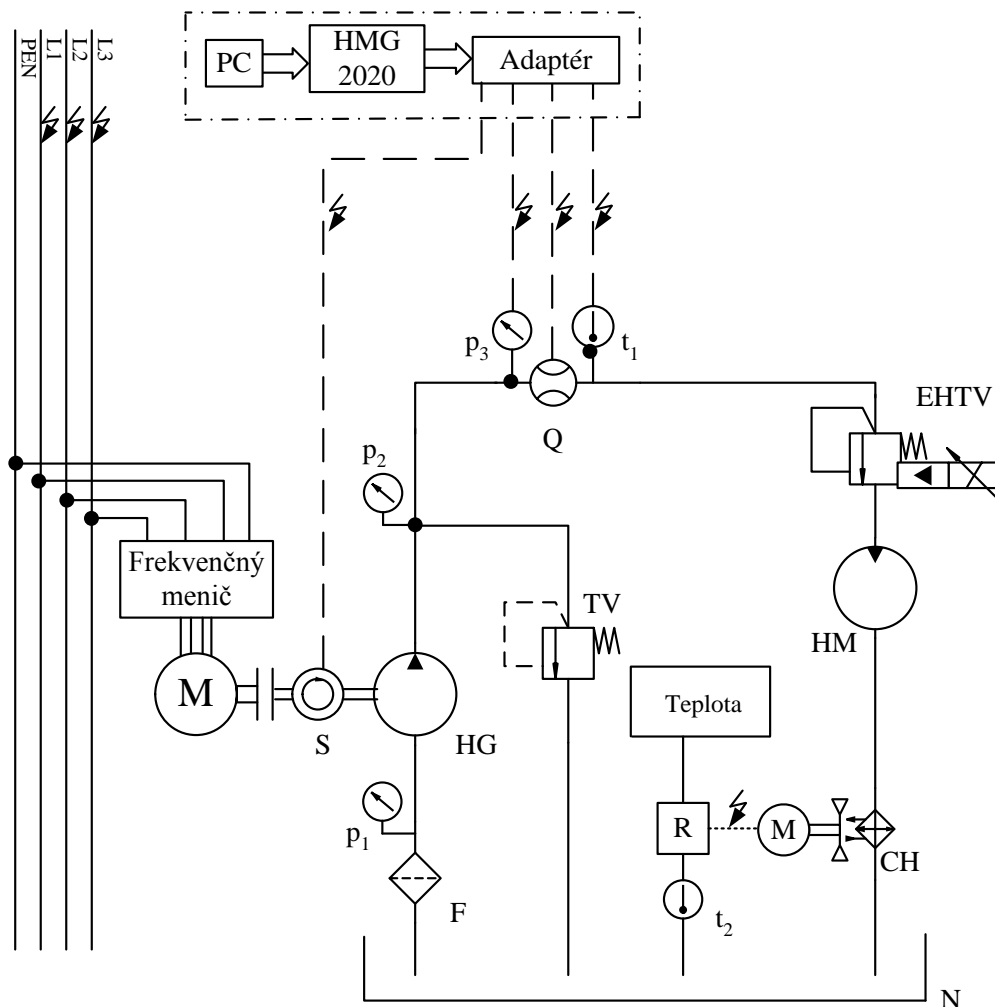 PEN
L1
L2
L3
PC
HMG
2020
Adaptér
p3
t1
Q
EHTV
p2
Frekvenčný
menič
TV
HM
M
S
HG
Teplota
p1
R
M
CH
F
t2
N